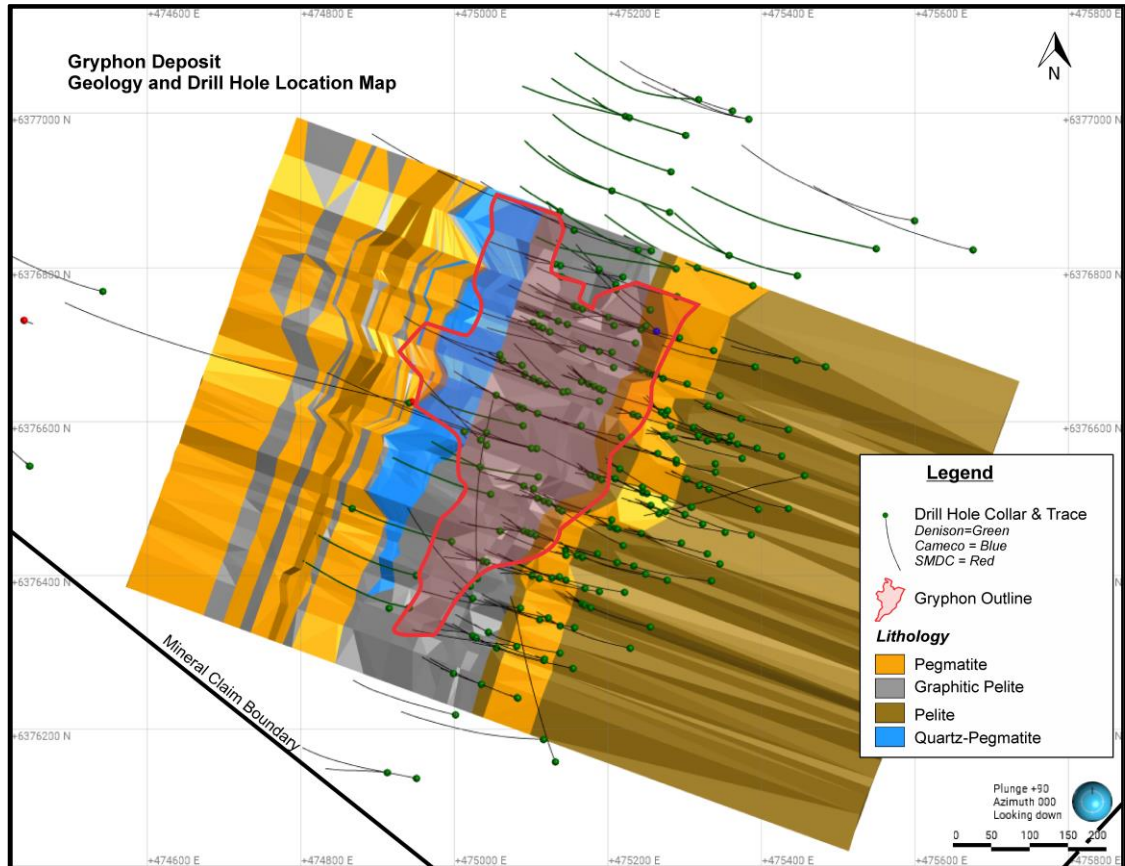 +474600 E +474800 E +475000 E +475200 E +475400 E +475600 E +475800 E
Gryphon Deposit
Geology and Drill Hole Location Map
N
+6377000 N +6377000 N
+6376800 N +6376800 N
+6376600 N +6376600 N
Legend
Drill Hole Collar & Trace
Denison=Green
Cameco = Blue
SMDC = Red
Gryphon Outline
Lithology
Pegmatite
Graphitic Pelite
Pelite
Quartz-Pegmatite
+6376400 N
Mineral Claim Boundary
+6376200 N
Plunge +90
Azimuth 000
Looking down
0 50 100 150 200
+474600 E +474800 E +475000 E +475200 E +475400 E +475600 E +475800 E